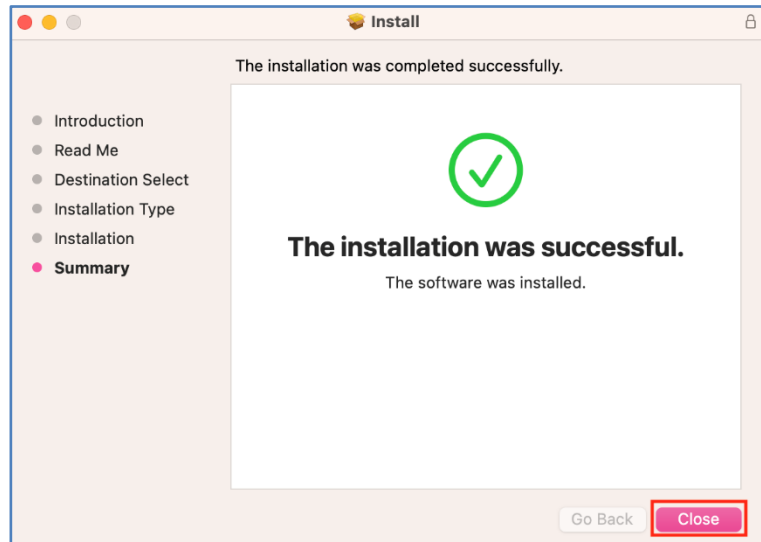 Install
The installation was completed successfully.
Introduction
Read Me
Destination Select
Installation Type
Installation
Summary
The installation was successful.
The software was installed.
Go Back
Close